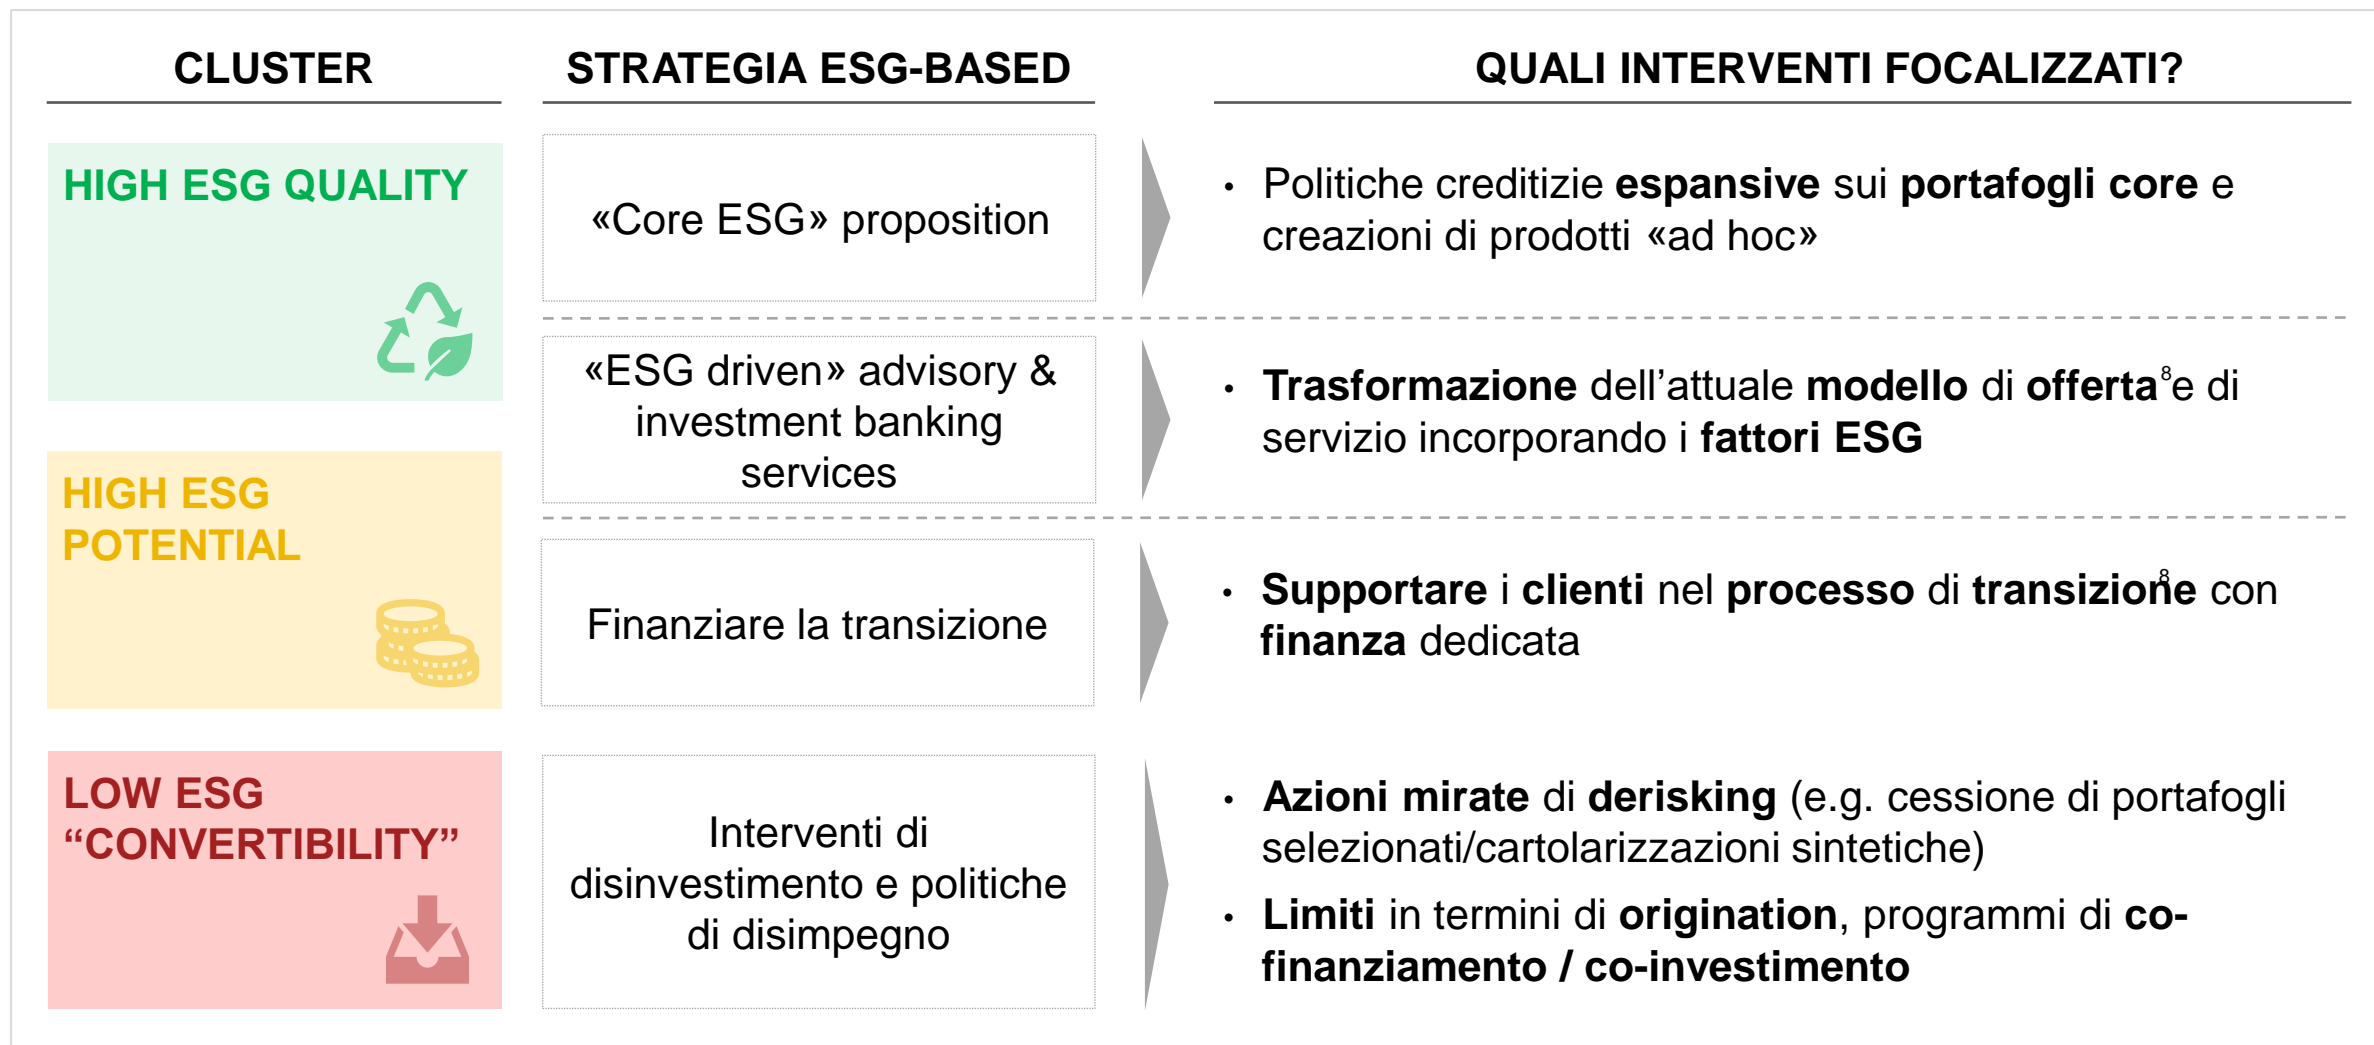 CLUSTER
STRATEGIA ESG-BASED
QUALI INTERVENTI FOCALIZZATI?
HIGH ESG QUALITY
«Core ESG» proposition
• Politiche creditizie espansive sui portafogli core e
creazioni di prodotti «ad hoc»
«ESG driven» advisory &
investment banking
services
• Trasformazione dell’attuale modello di offerta⁸e di
servizio incorporando i fattori ESG
HIGH ESG
POTENTIAL
Finanziare la transizione
• Supportare i clienti nel processo di transizione⁸ con
finanza dedicata
LOW ESG
“CONVERTIBILITY”
Interventi di
disinvestimento e politiche
di disimpegno
• Azioni mirate di derisking (e.g. cessione di portafogli
selezionati/cartolarizzazioni sintetiche)
• Limiti in termini di origination, programmi di co-
finanziamento / co-investimento